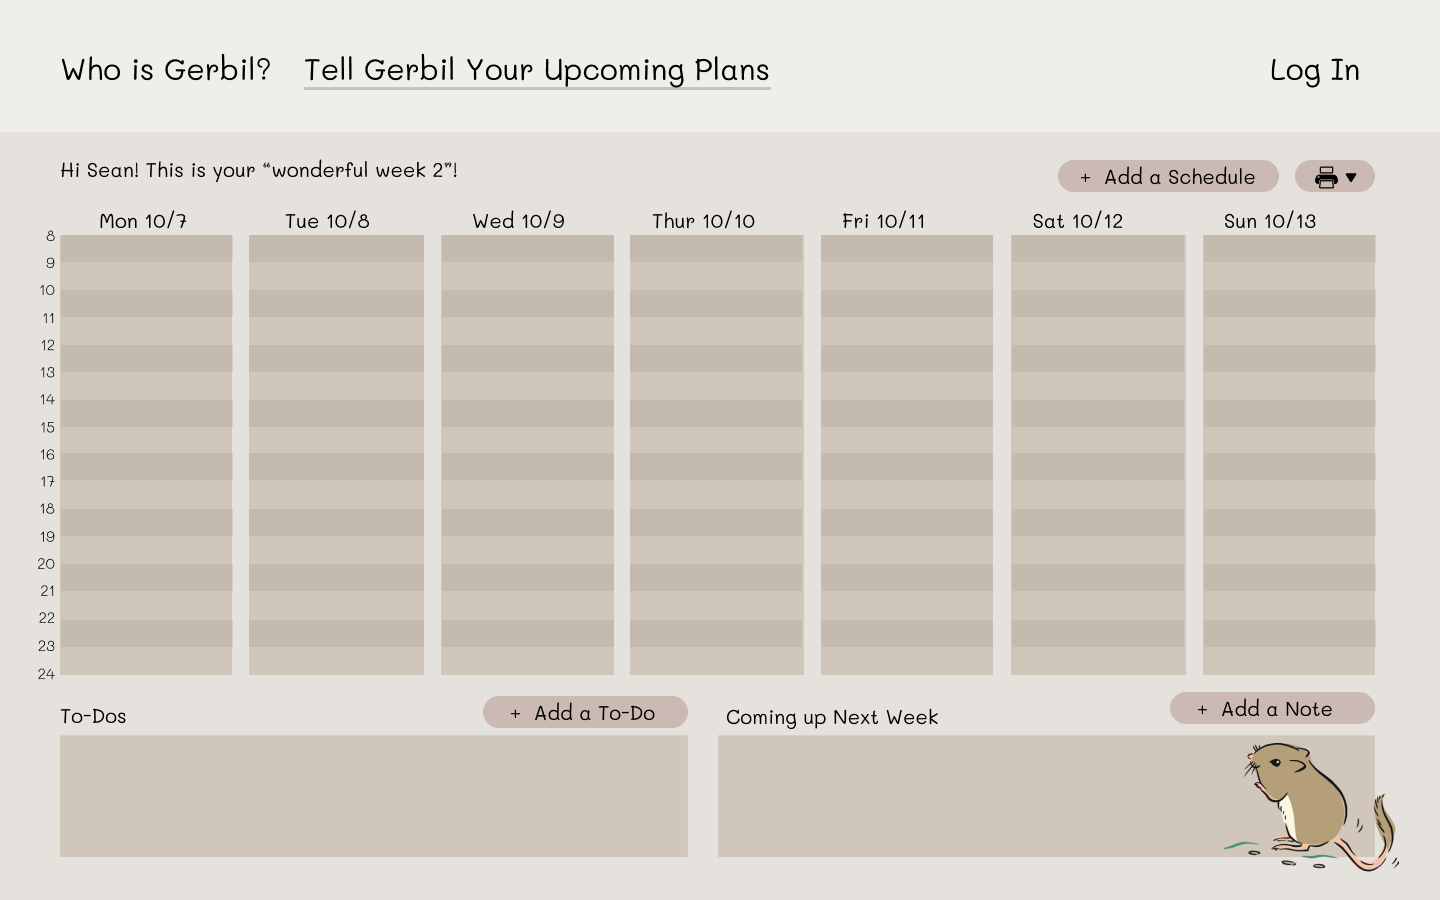 Who is Gerbil? Tell Gerbil Your Upcoming Plans Log In
Hi Sean! This is your “wonderful week 2”!
+ Add a Schedule
Mon 10/7 Tue 10/8 Wed 10/9 Thur 10/10 Fri 10/11 Sat 10/12 Sun 10/13
8
9
10
11
12
13
14
15
16
17
18
19
20
21
22
23
24
To-Dos
+ Add a To-Do
Coming up Next Week
+ Add a Note